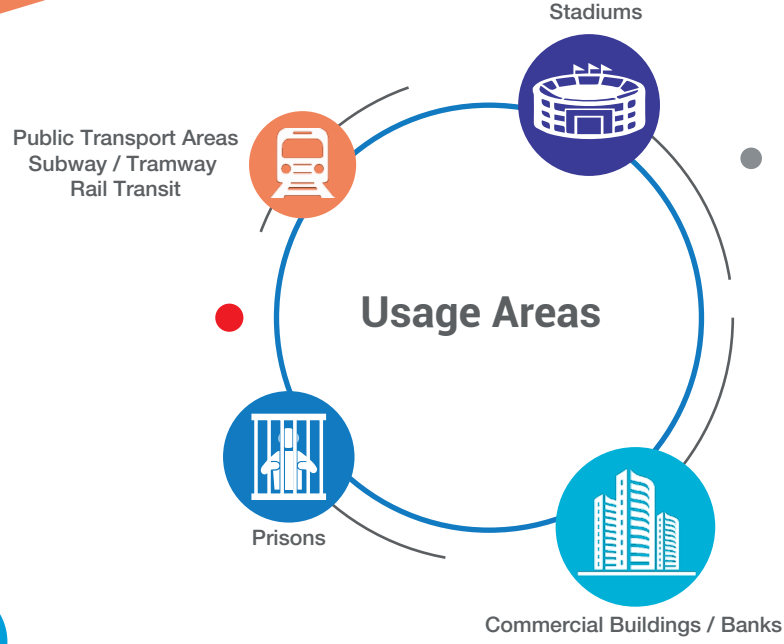 Stadiums
Public Transport Areas
Subway / Tramway
Rail Transit
Usage Areas
Prisons
Commercial Buildings / Banks